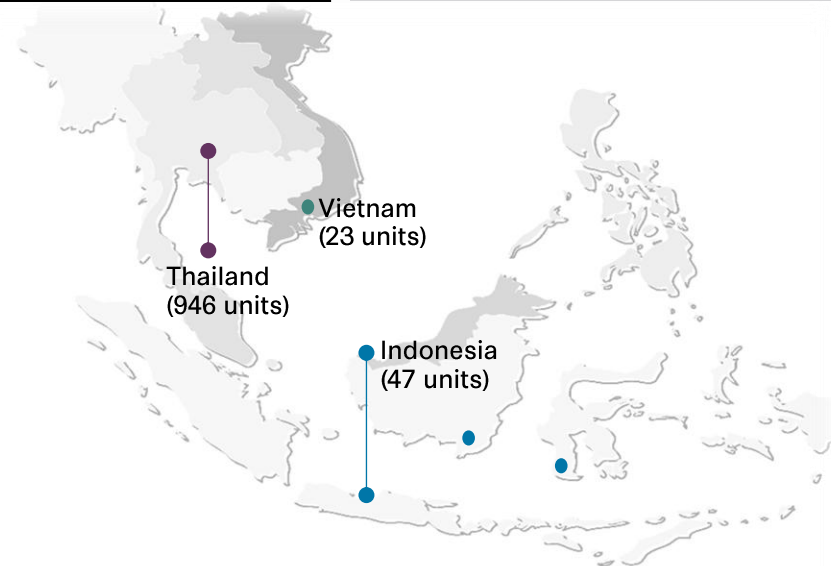 Vietnam
(23 units)
Thailand
(946 units)
Indonesia
(47 units)